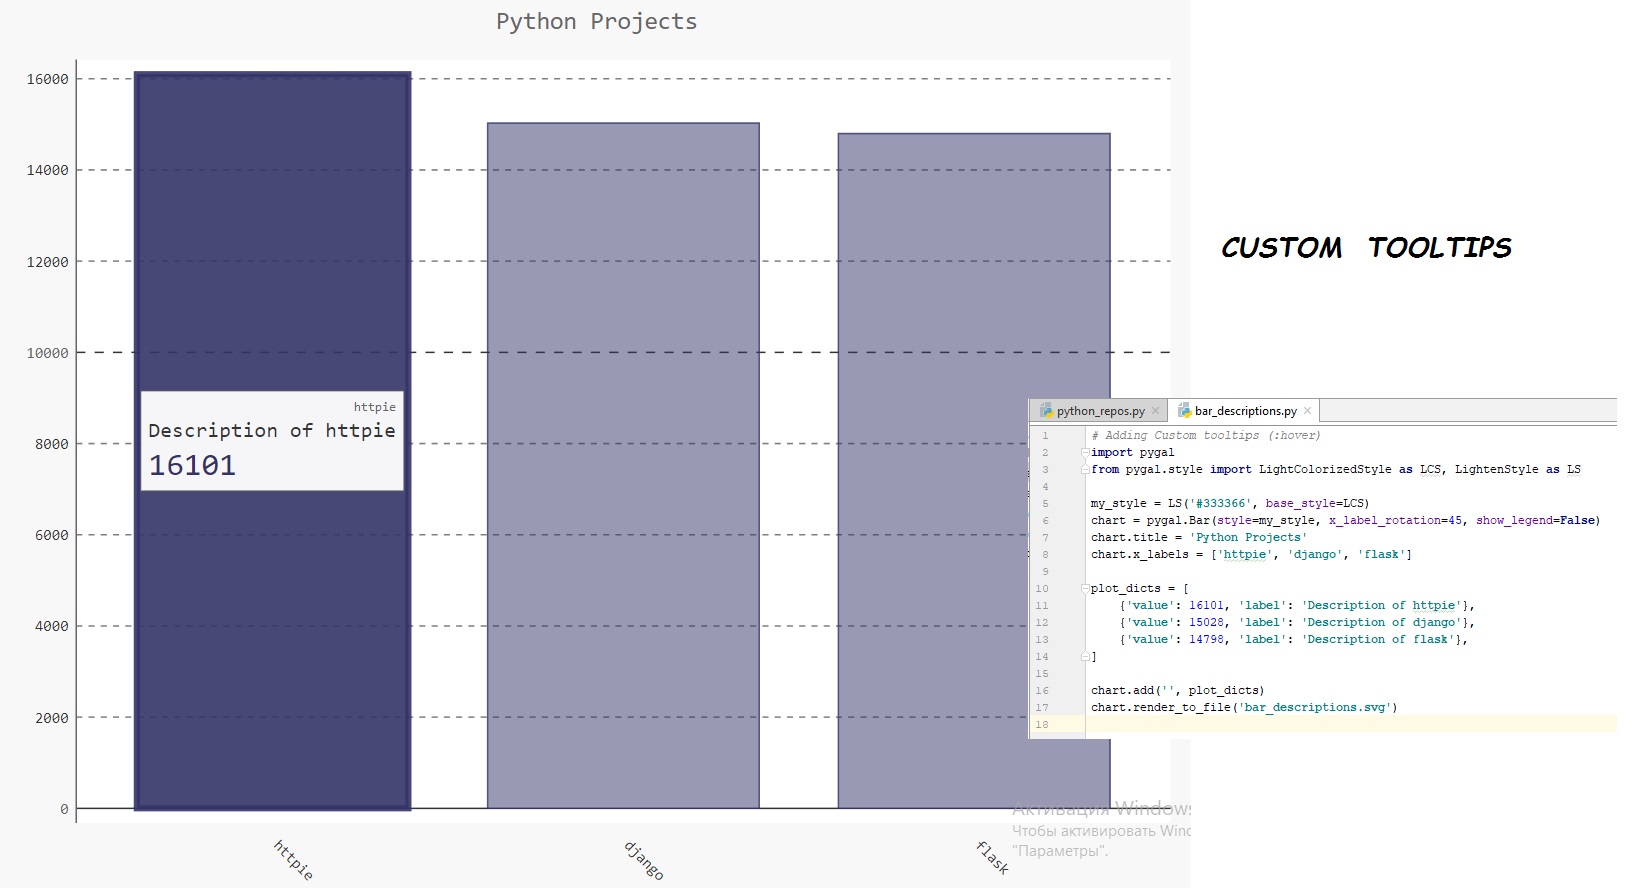 Python Projects
16000
14000
12000
10000
8000
6000
4000
2000
0
httpie
Description of httpie
16101
httpie
django
flask
CUSTOM TOOLTIPS
python_repos.py
bar_descriptions.py
1 # Adding Custom tooltips (:hover)
2 import pygal
3 from pygal.style import LightColorizedStyle as LCS, LightenStyle as LS
4
5 my_style = LS('#333366', base_style=LCS)
6 chart = pygal.Bar(style=my_style, x_label_rotation=45, show_legend=False)
7 chart.title = 'Python Projects'
8 chart.x_labels = ['httpie', 'django', 'flask']
9
10 plot_dicts = [
11 {'value': 16101, 'label': 'Description of httpie'},
12 {'value': 15028, 'label': 'Description of django'},
13 {'value': 14798, 'label': 'Description of flask'},
14 ]
15
16 chart.add('', plot_dicts)
17 chart.render_to_file('bar_descriptions.svg')
18
Активация Windows
Чтобы активировать Winc
"Параметры".